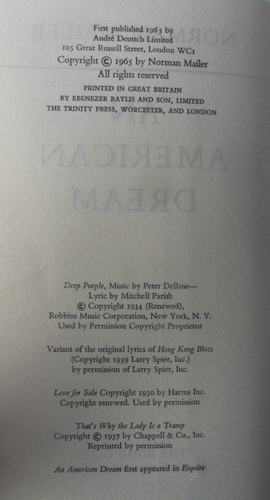 First published 1965 by
André Deutsch Limited
105 Great Russell Street, London WC1
Copyright © 1965 by Norman Mailer
All rights reserved
PRINTED IN GREAT BRITAIN
BY EBENEZER BAYLIS AND SON, LIMITED
THE TRINITY PRESS, WORCESTER, AND LONDON
AMERICAN
DREAM
Deep Purple, Music by Peter DeRose—
Lyric by Mitchell Parish
© Copyright 1934 (Renewed),
Robbins Music Corporation, New York, N. Y.
Used by Permission Copyright Proprietor
Variant of the original lyrics of Hong Kong Blues
(Copyright 1939 Larry Spier, Inc.)
by permission of Larry Spier, Inc.
Love for Sale Copyright 1930 by Harms Inc.
Copyright renewed. Used by permission
That's Why the Lady Is a Tramp
Copyright © 1937 by Chappell & Co., Inc.
Reprinted by permission
An American Dream first appeared in Esquire